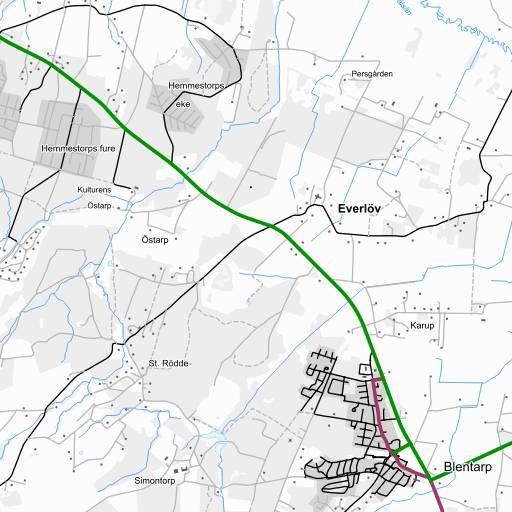 Persgården
Hemmestorps
eke
Hemmestorps fure
Kulturens
Östarp
Everlöv
Östarp
Karup
St. Rödde
Blentarp
Simontorp